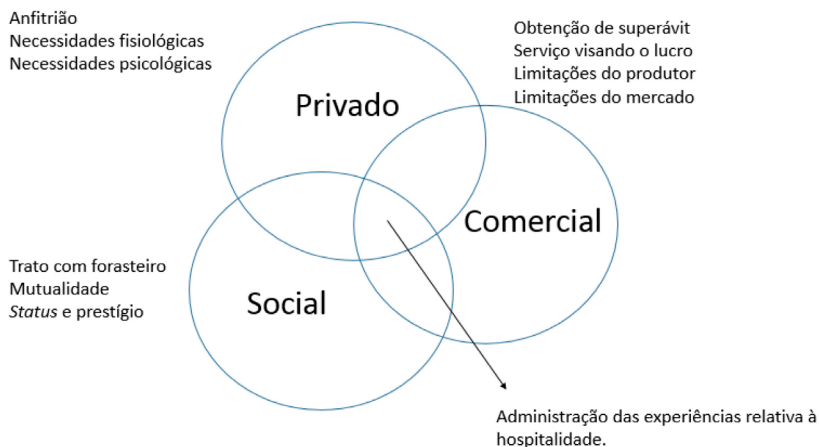 Anfitrião
Necessidades fisiológicas
Necessidades psicológicas
Obtenção de superávit
Serviço visando o lucro
Limitações do produtor
Limitações do mercado
Privado
Comercial
Trato com forasteiro
Mutualidade
Status e prestígio
Social
Administração das experiências relativa à
hospitalidade.